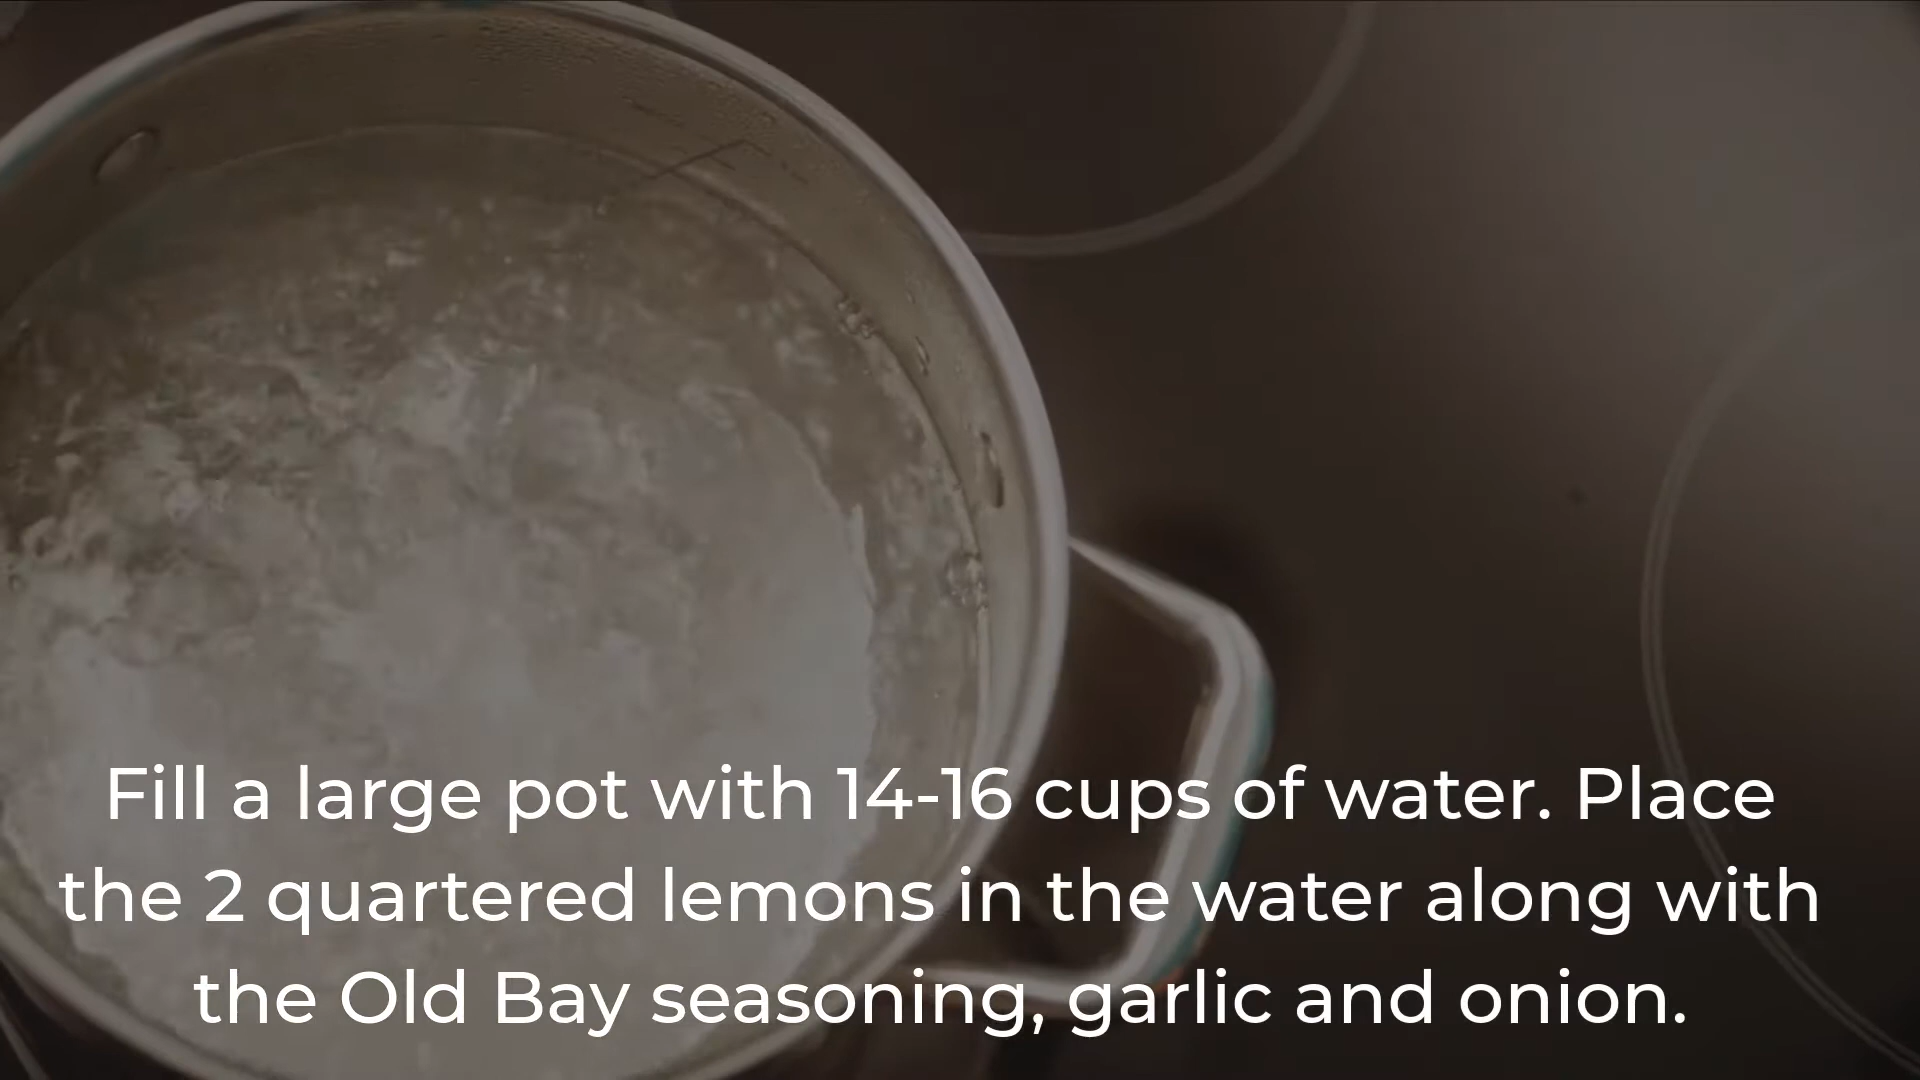 Fill a large pot with 14-16 cups of water. Place
the 2 quartered lemons in the water along with
the Old Bay seasoning, garlic and onion.